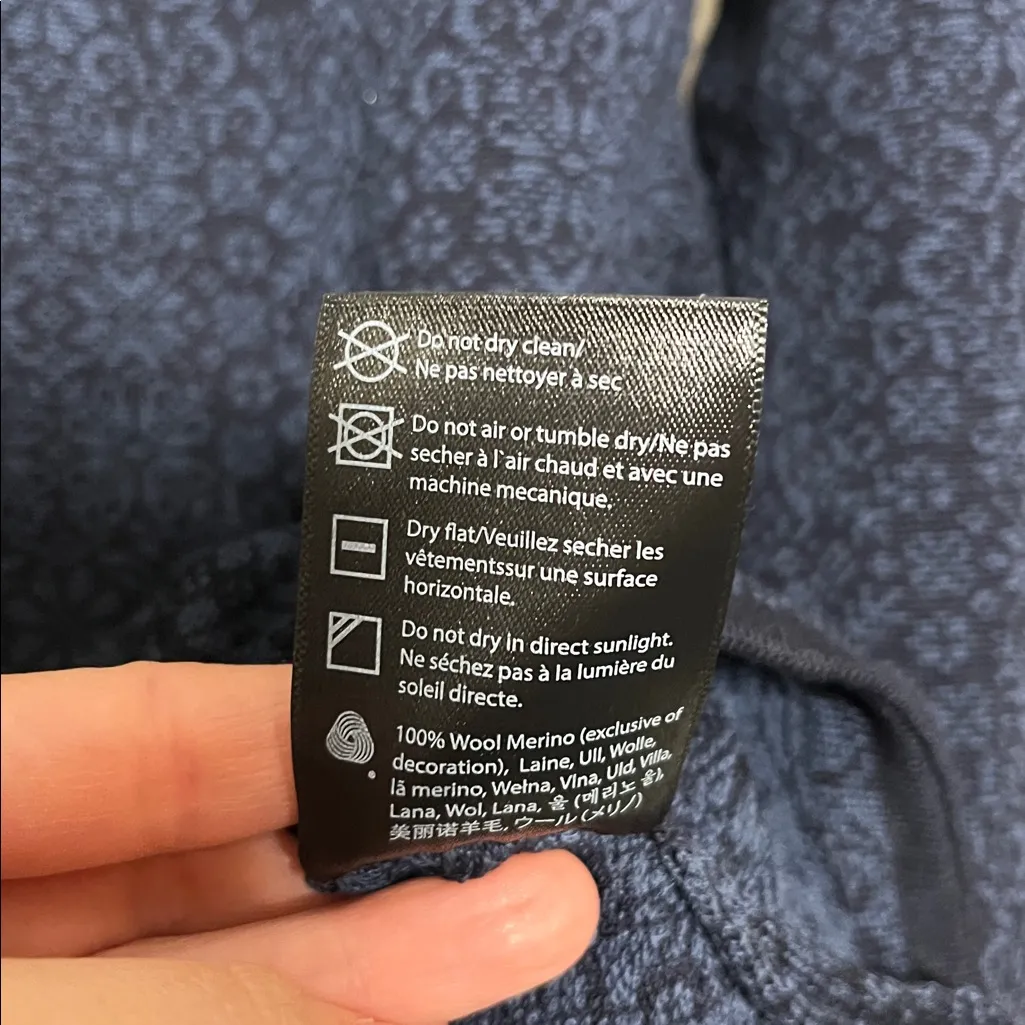 Do not dry clean/
Ne pas nettoyer à sec
Do not air or tumble dry/Ne pas
secher à l`air chaud et avec une
machine mecanique.
Dry flat/Veuillez secher les
vêtementssur une surface
horizontale.
Do not dry in direct sunlight.
Ne séchez pas à la lumière du
soleil directe.
100% Wool Merino (exclusive of
decoration), Laine, Ull, Wolle,
lã merino, Wełna, Vlna, Uld, Villa,
Lana, Wol, Lana, 울 (메리노 울),
美丽诺羊毛, ウール (メリノ)